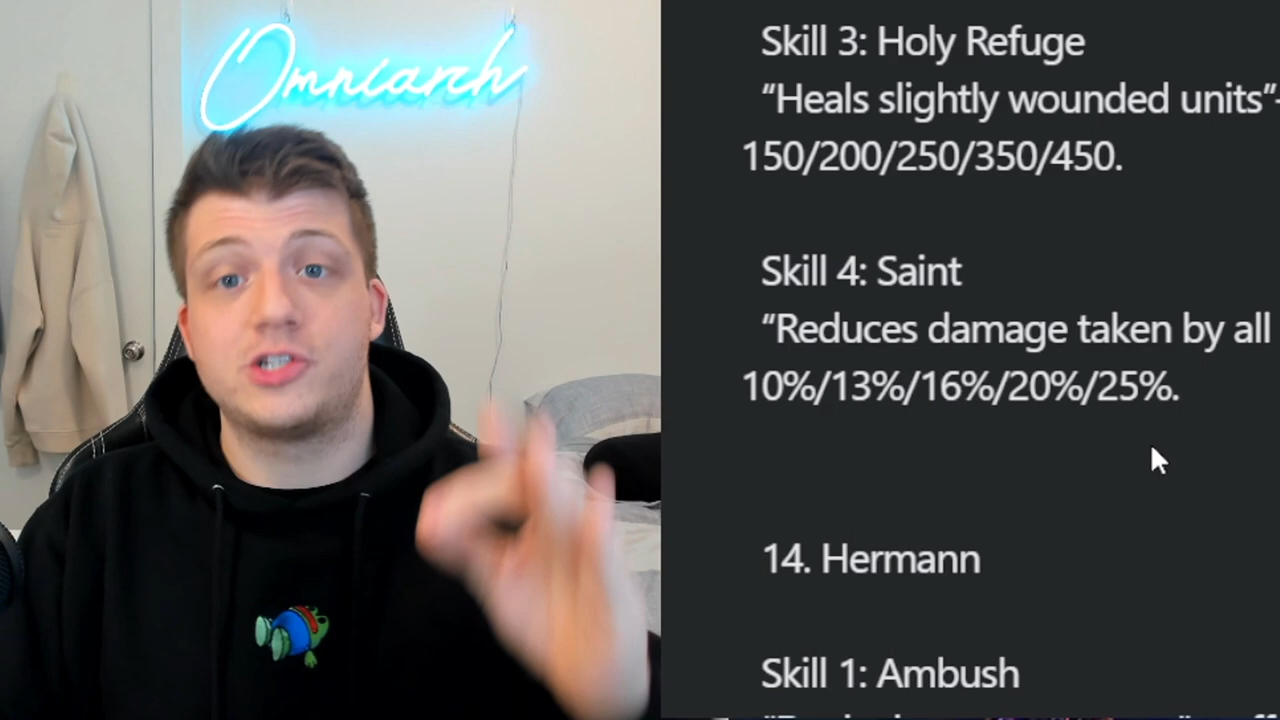 Omniarch
Skill 3: Holy Refuge
“Heals slightly wounded units”
150/200/250/350/450.
Skill 4: Saint
“Reduces damage taken by all
10%/13%/16%/20%/25%.
14. Hermann
Skill 1: Ambush